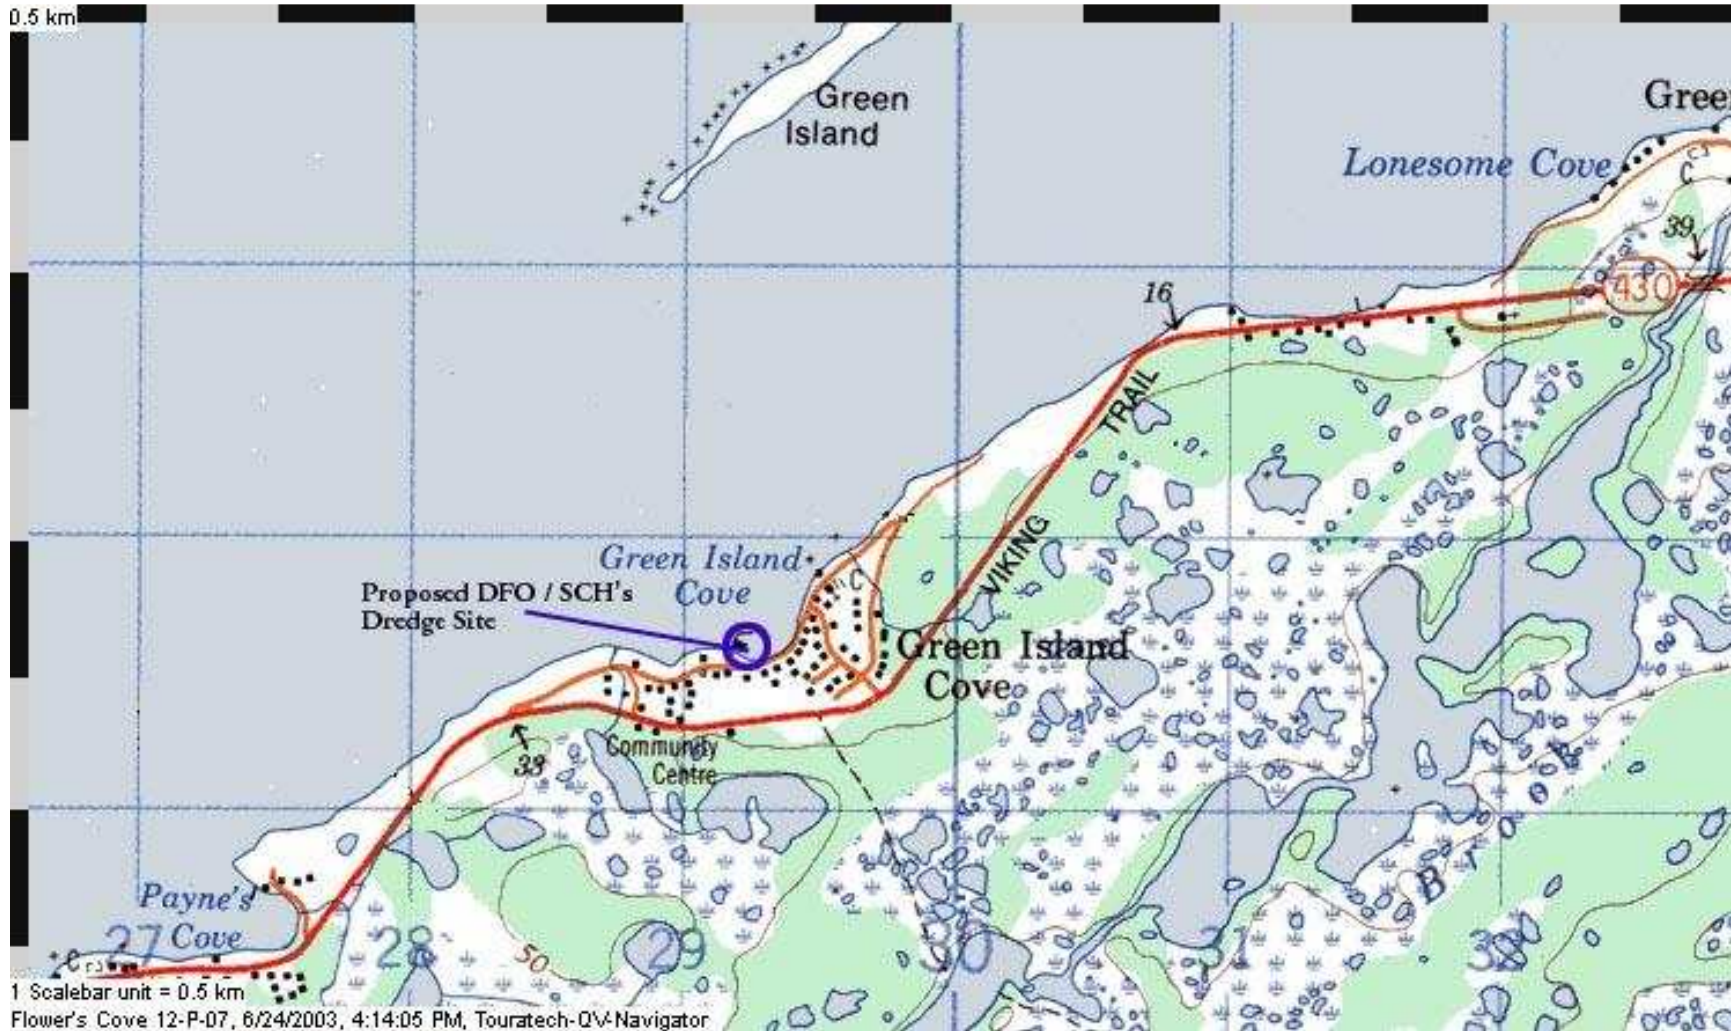 0.5 km
Green
Island
Gree
Lonesome Cove
39
430
16
TRAIL
VIKING
Green Island
Cove
Proposed DFO / SCH's
Dredge Site
C
C
Green Island
Cove
33
Community
Centre
Payne's
Cove
B r o o k
27
28
29
30
31
32
50
C
1 Scalebar unit = 0.5 km
Flower's Cove 12-P-07, 6/24/2003, 4:14:05 PM, Touratech-QV-Navigator